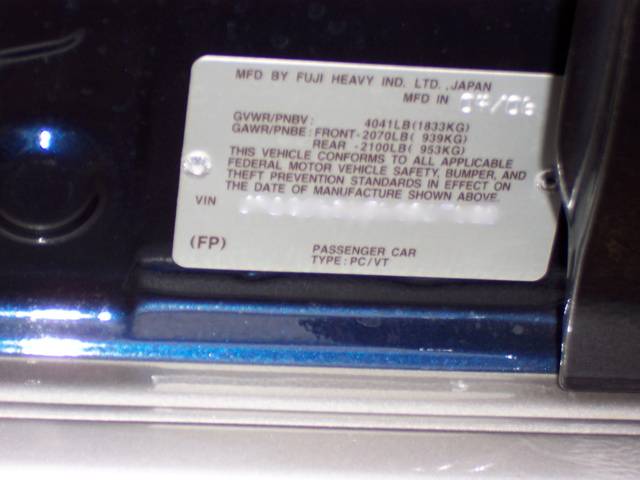 MFD BY FUJI HEAVY IND. LTD., JAPAN
MFD IN
GVWR/PNBV: 4041LB(1833KG)
GAWR/PNBE: FRONT-2070LB( 939KG)
REAR -2100LB( 953KG)
THIS VEHICLE CONFORMS TO ALL APPLICABLE
FEDERAL MOTOR VEHICLE SAFETY, BUMPER, AND
THEFT PREVENTION STANDARDS IN EFFECT ON
THE DATE OF MANUFACTURE SHOWN ABOVE.
VIN
(FP)
PASSENGER CAR
TYPE: PC/VT